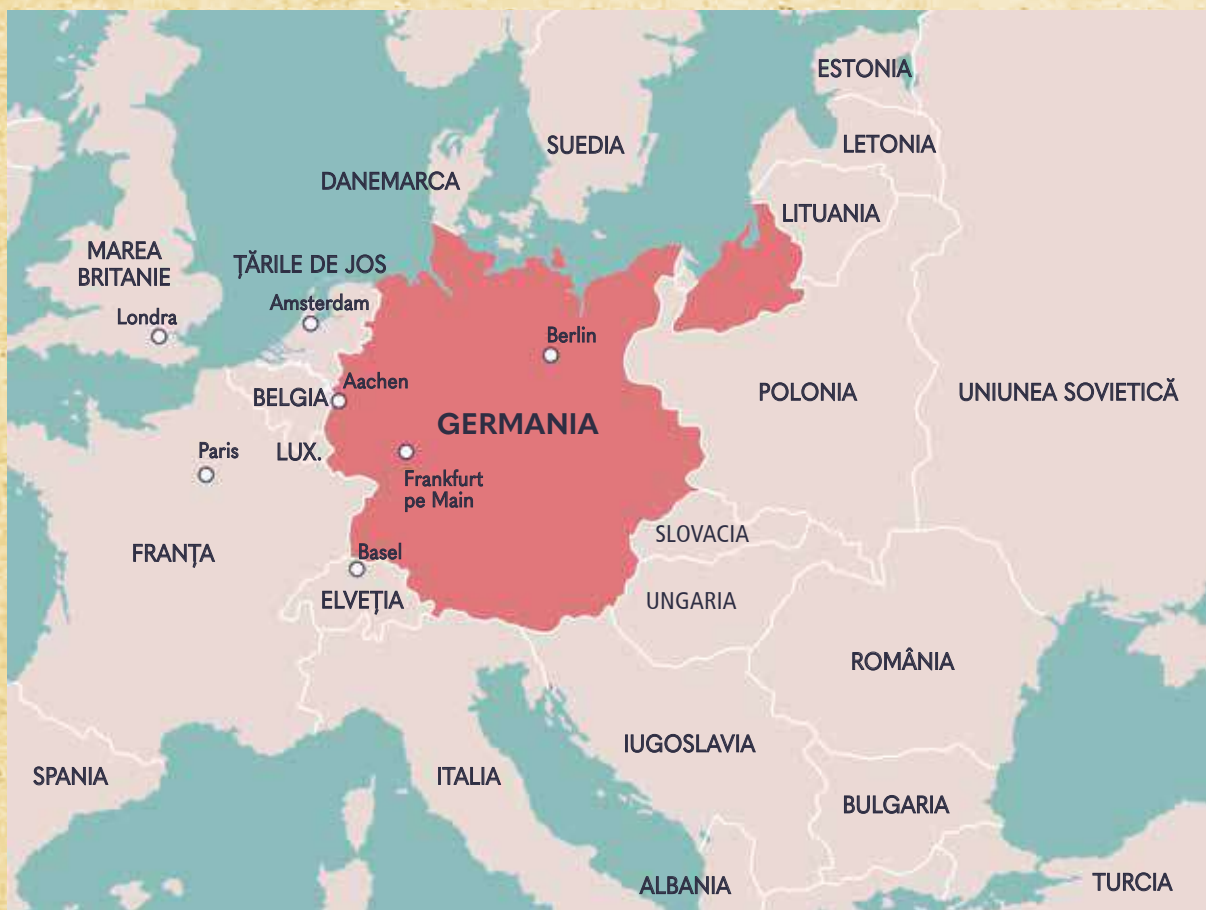 ESTONIA
SUEDIA
LETONIA
DANEMARCA
LITUANIA
MAREA
BRITANIE
ȚĂRILE DE JOS
Amsterdam
Londra
Berlin
Aachen
BELGIA
POLONIA
UNIUNEA SOVIETICĂ
GERMANIA
Paris
LUX.
Frankfurt
pe Main
SLOVACIA
FRANȚA
Basel
ELVEȚIA
UNGARIA
ROMÂNIA
IUGOSLAVIA
SPANIA
ITALIA
BULGARIA
ALBANIA
TURCIA